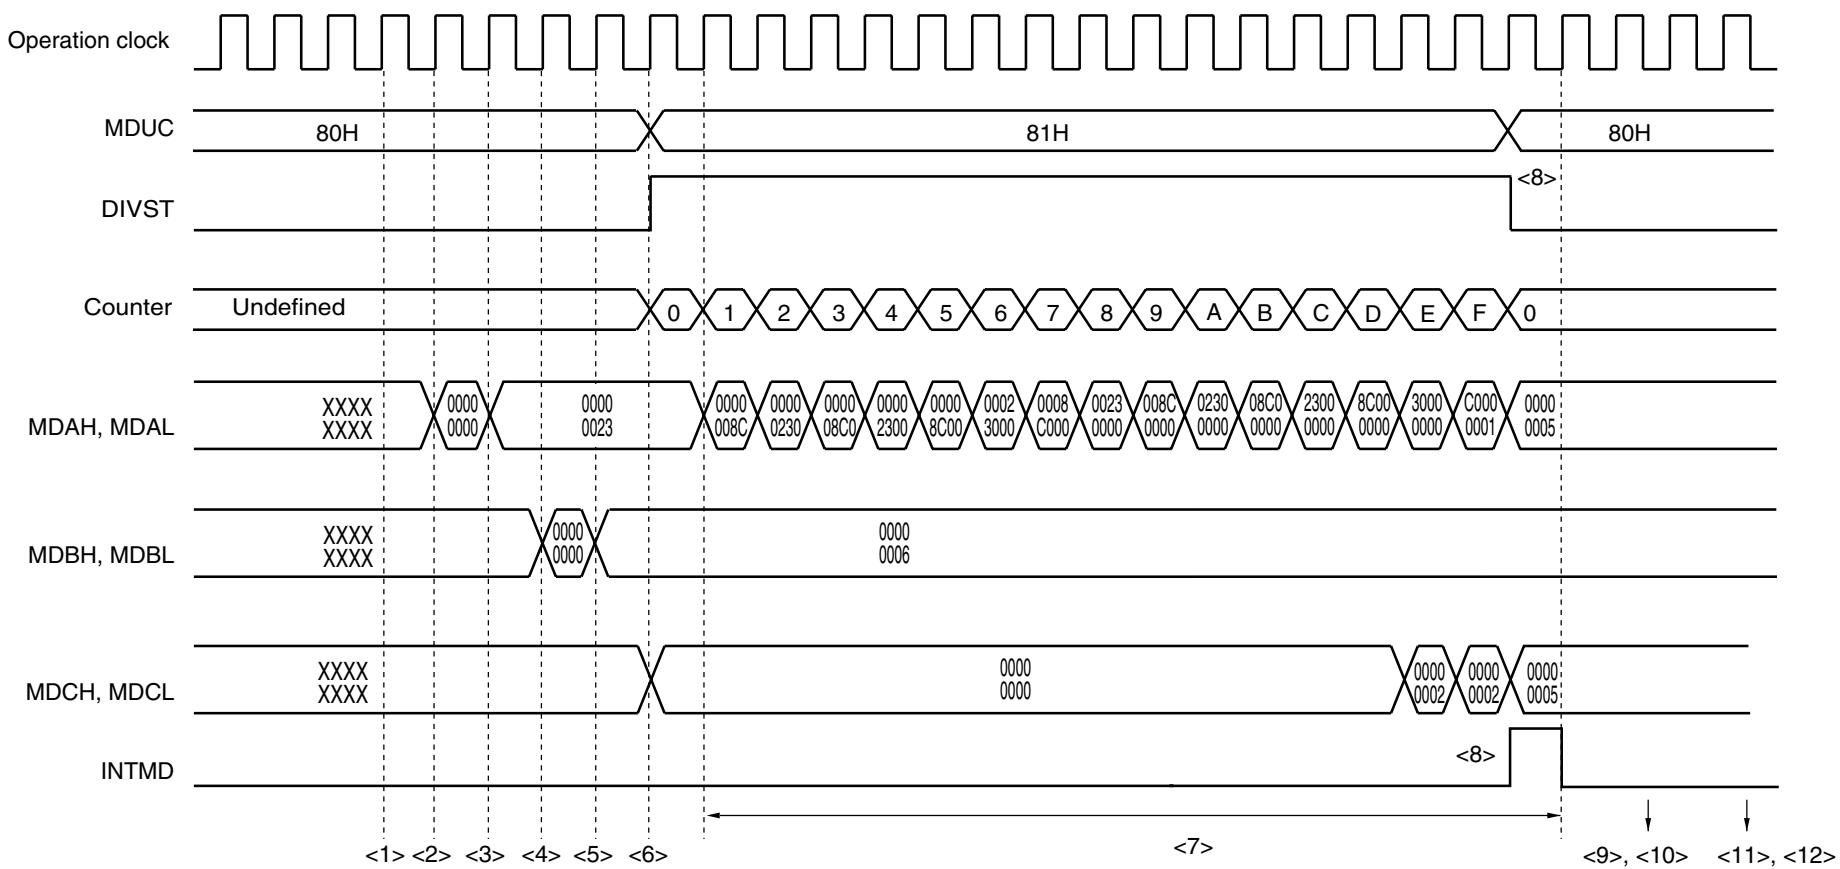 Operation clock
MDUC 80H 81H 80H
DIVST <8>
Counter Undefined 0 1 2 3 4 5 6 7 8 9 A B C D E F 0
XXXX 0000 0000 0000 0000 0000 0000 0000 0002 0008 0023 008C 0230 08C0 2300 8C00 3000 C000 0000
MDAH, MDAL XXXX 0000 0023 008C 0230 08C0 2300 8C00 3000 C000 0000 0000 0000 0000 0000 0000 0000 0001 0005
XXXX 0000 0000
MDBH, MDBL XXXX 0000 0006
XXXX 0000 0000 0000 0000
MDCH, MDCL XXXX 0000 0002 0002 0005
INTMD <8>
<7>
<1> <2> <3> <4> <5> <6> <9>, <10> <11>, <12>